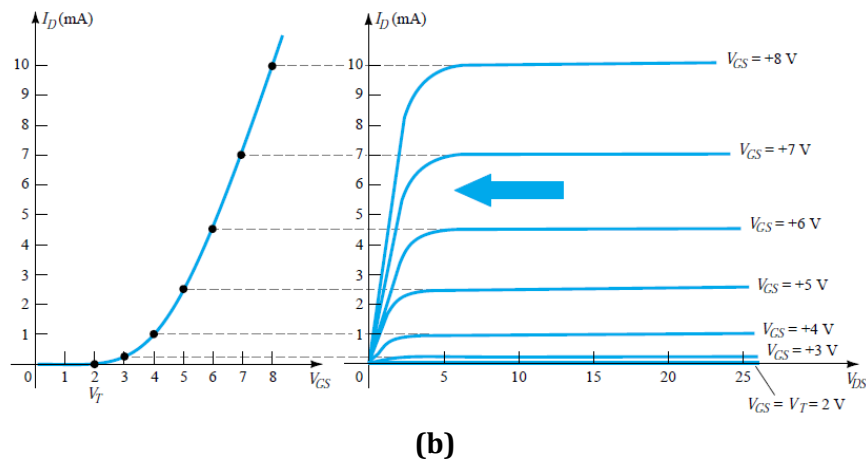 I_D (mA)
I_D (mA)
10
9
8
7
6
5
4
3
2
1
0
1
2
3
4
5
6
7
8
V_GS
V_T
10
9
8
7
6
5
4
3
2
1
0
5
10
15
20
25
V_DS
V_GS = +8 V
V_GS = +7 V
V_GS = +6 V
V_GS = +5 V
V_GS = +4 V
V_GS = +3 V
V_GS = V_T = 2 V
(b)